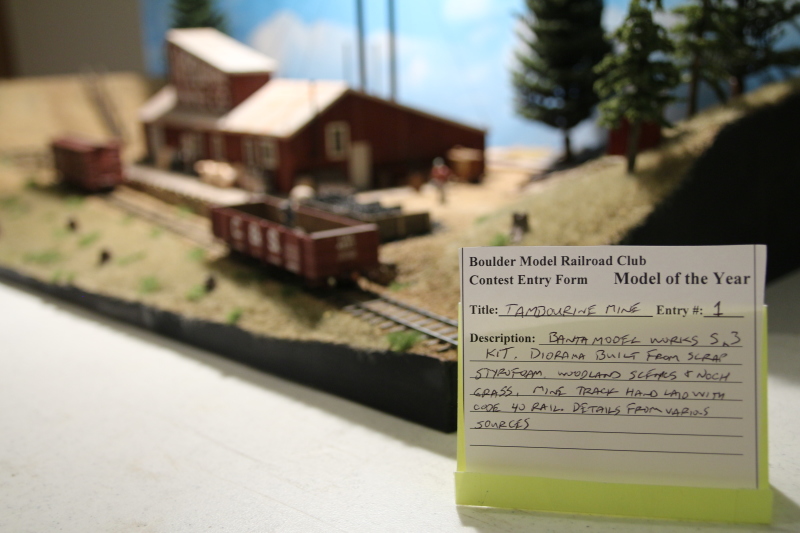 Boulder Model Railroad Club
Contest Entry Form Model of the Year
Title: TAMBOURINE MINE Entry #: 1
Description: BANTA MODEL WORKS S_n3
KIT. DIORAMA BUILT FROM SCRAP
STYROFOAM, WOODLAND SCENICS & NOCH
GRASS. MINE TRACK HAND LAID WITH
CODE 40 RAIL. DETAILS FROM VARIOUS
SOURCES